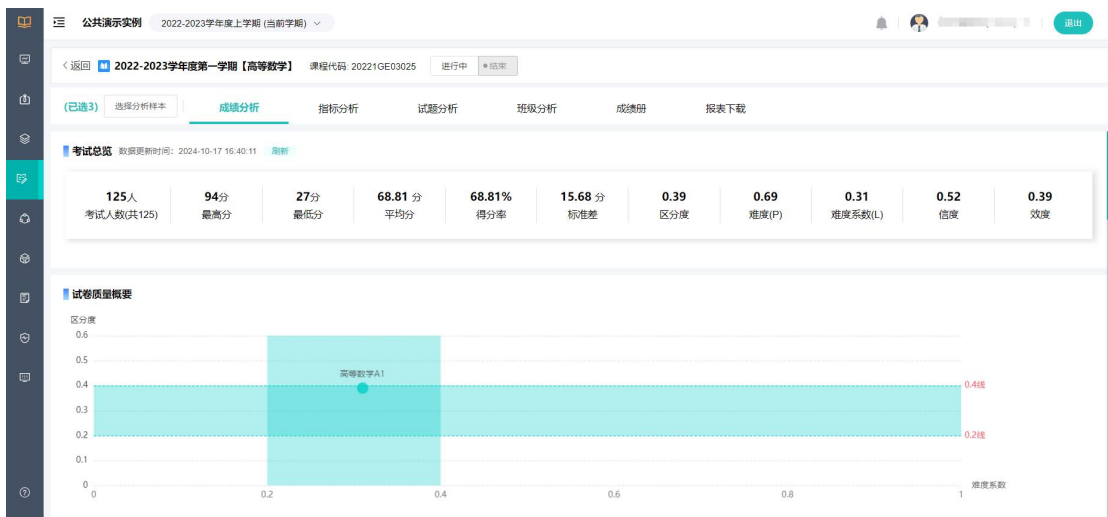 公共演示实例 2022-2023学年度上学期 (当前学期) 退出
返回 2022-2023学年度第一学期【高等数学】 课程代码: 20221GE03025 进行中 结束
(已选3) 选择分析样本 成绩分析 指标分析 试题分析 班级分析 成绩册 报表下载
考试总览 数据更新时间: 2024-10-17 16:40:11 刷新
125人 94分 27分 68.81 分 68.81% 15.68 分 0.39 0.69 0.31 0.52 0.39
考试人数(共125) 最高分 最低分 平均分 得分率 标准差 区分度 难度(P) 难度系数(L) 信度 效度
试卷质量概要
区分度
0.6
0.5
高等数学A1
0.4 0.4线
0.3
0.2 0.2线
0.1
0 难度系数
0 0.2 0.4 0.6 0.8 1